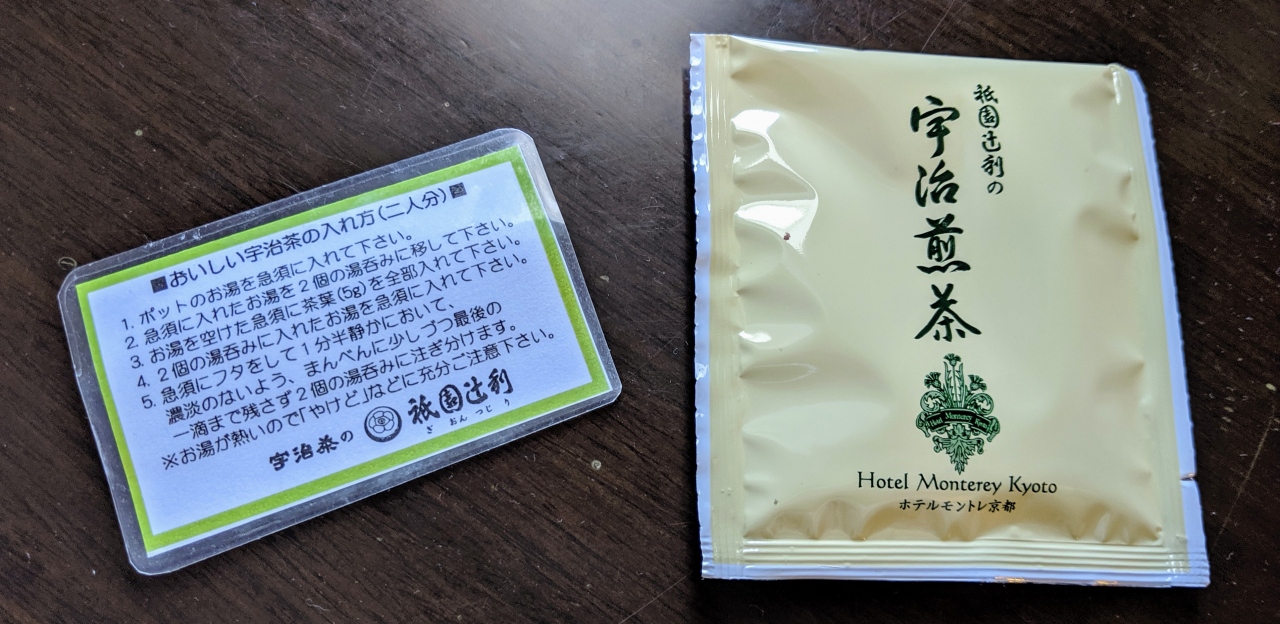 ■おいしい宇治茶の入れ方(二人分)■
1. ポットのお湯を急須に入れて下さい。
2. 急須に入れたお湯を2個の湯呑みに移して下さい。
3. お湯を空けた急須に茶葉(5g)を全部入れて下さい。
4. 2個の湯呑みに入れたお湯を急須に入れて下さい。
5. 急須にフタをして1分半静かにおいて、
濃淡のないよう、まんべんに少しづつ最後の
一滴まで残さず2個の湯呑みに注ぎ分けます。
※お湯が熱いので「やけど」などに充分ご注意下さい。
宇治茶の 祇園辻利
ぎ おん つじ り
祇園辻利の
宇治煎茶
Hotel Monterey Kyoto
Hotel Monterey Kyoto
ホテルモントレ京都